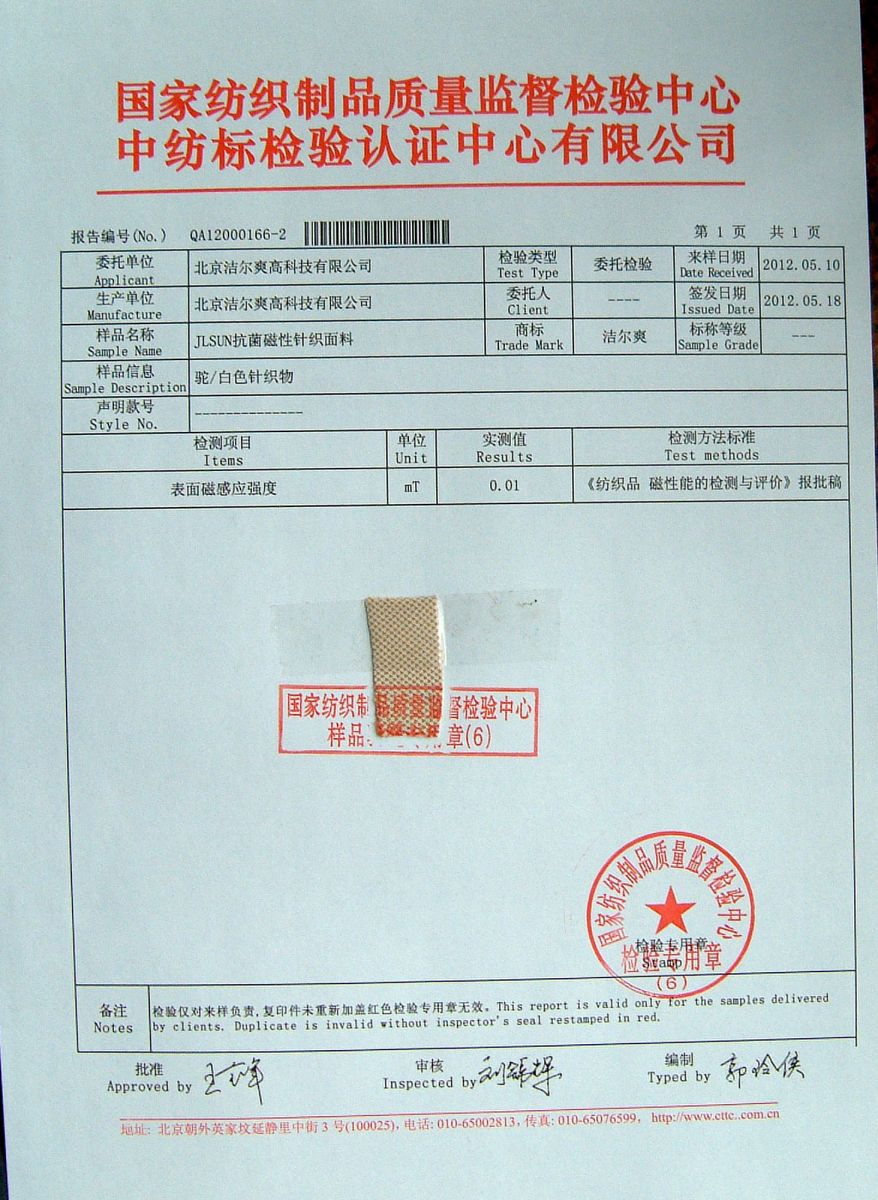 国家纺织制品质量监督检验中心
中纺标检验认证中心有限公司
报告编号(No.) QA12000166-2 第 1 页 共 1 页
委托单位 Applicant 北京洁尔爽高科技有限公司 检验类型 Test Type 委托检验 来样日期 Date Received 2012.05.10
生产单位 Manufacture 北京洁尔爽高科技有限公司 委托人 Client ---- 签发日期 Issued Date 2012.05.18
样品名称 Sample Name JLSUN抗菌磁性针织面料 商标 Trade Mark 洁尔爽 标称等级 Sample Grade ---
样品信息 Sample Description 驼/白色针织物
声明款号 Style No. --------------
检测项目 Items 单位 Unit 实测值 Results 检测方法标准 Test methods
表面磁感应强度 mT 0.01 《纺织品 磁性能的检测与评价》报批稿
国家纺织制品质量监督检验中心
样品 章(6)
国家纺织制品质量监督检验中心
检验专用章
Stamp
检验专用章
(6)
备注 Notes
检验仅对来样负责,复印件未重新加盖红色检验专用章无效。This report is valid only for the samples delivered
by clients. Duplicate is invalid without inspector's seal restamped in red.
批准 Approved by 审核 Inspected by 编制 Typed by
地址: 北京朝外英家坟延静里中街 3 号(100025), 电话: 010-65002813, 传真: 010-65076599, http://www.cttc..com.cn